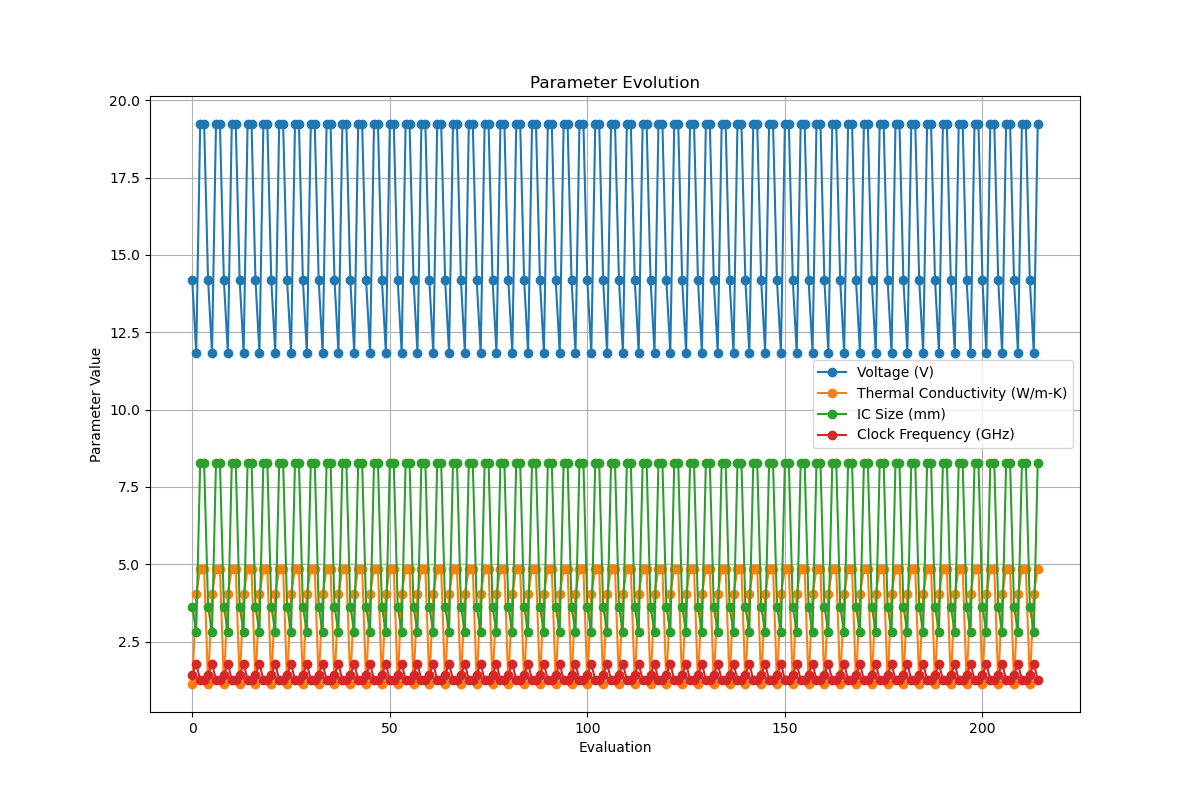 Parameter Evolution
20.0
17.5
15.0
12.5
10.0
7.5
5.0
2.5
Parameter Value
Voltage (V)
Thermal Conductivity (W/m-K)
IC Size (mm)
Clock Frequency (GHz)
0 50 100 150 200
Evaluation